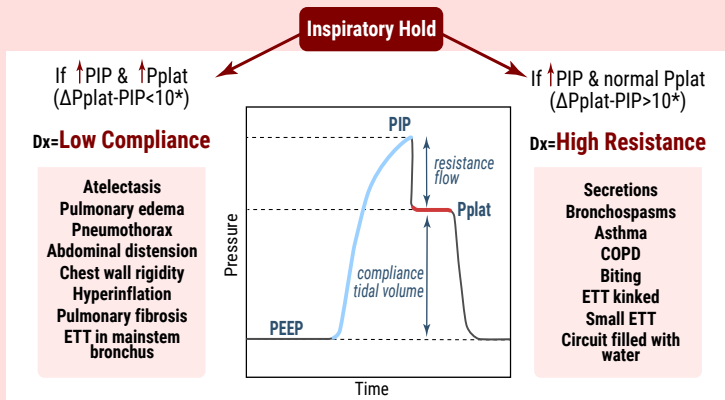 Inspiratory Hold
If ↑PIP & ↑Pplat
(ΔPplat-PIP<10*)
Dx=Low Compliance
Atelectasis
Pulmonary edema
Pneumothorax
Abdominal distension
Chest wall rigidity
Hyperinflation
Pulmonary fibrosis
ETT in mainstem
bronchus
PIP
resistance
flow
Pplat
compliance
tidal volume
PEEP
Pressure
Time
If ↑PIP & normal Pplat
(ΔPplat-PIP>10*)
Dx=High Resistance
Secretions
Bronchospasms
Asthma
COPD
Biting
ETT kinked
Small ETT
Circuit filled with
water